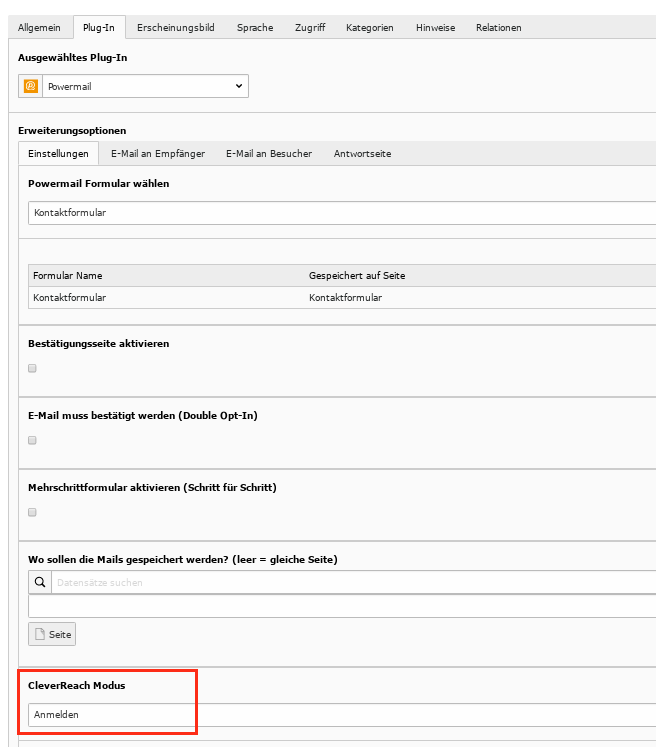 Allgemein Plug-In Erscheinungsbild Sprache Zugriff Kategorien Hinweise Relationen
Ausgewähltes Plug-In
Powermail
Erweiterungsoptionen
Einstellungen E-Mail an Empfänger E-Mail an Besucher Antwortseite
Powermail Formular wählen
Kontaktformular
Formular Name Gespeichert auf Seite
Kontaktformular Kontaktformular
Bestätigungsseite aktivieren
E-Mail muss bestätigt werden (Double Opt-In)
Mehrschrittformular aktivieren (Schritt für Schritt)
Wo sollen die Mails gespeichert werden? (leer = gleiche Seite)
Datensätze suchen
Seite
CleverReach Modus
Anmelden